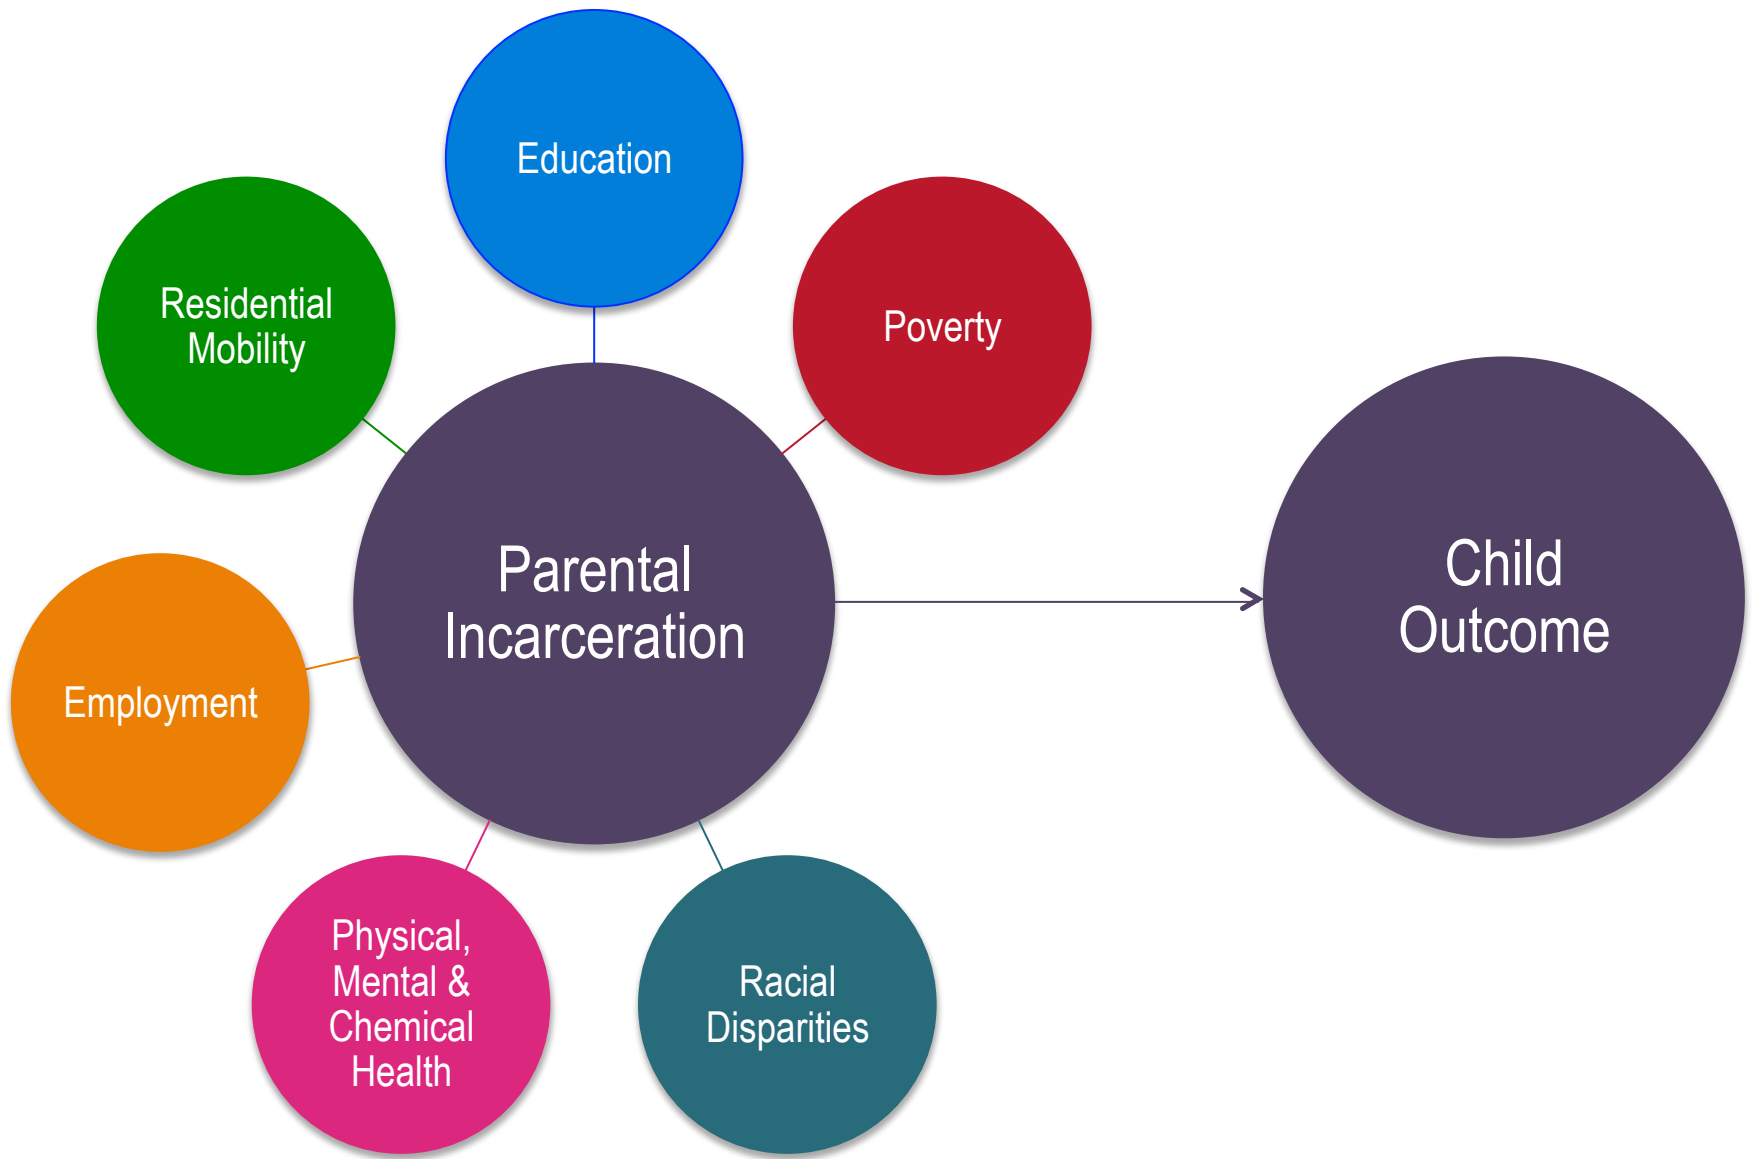 Education
Residential
Mobility
Poverty
Parental
Incarceration
Child
Outcome
Employment
Physical,
Mental &
Chemical
Health
Racial
Disparities